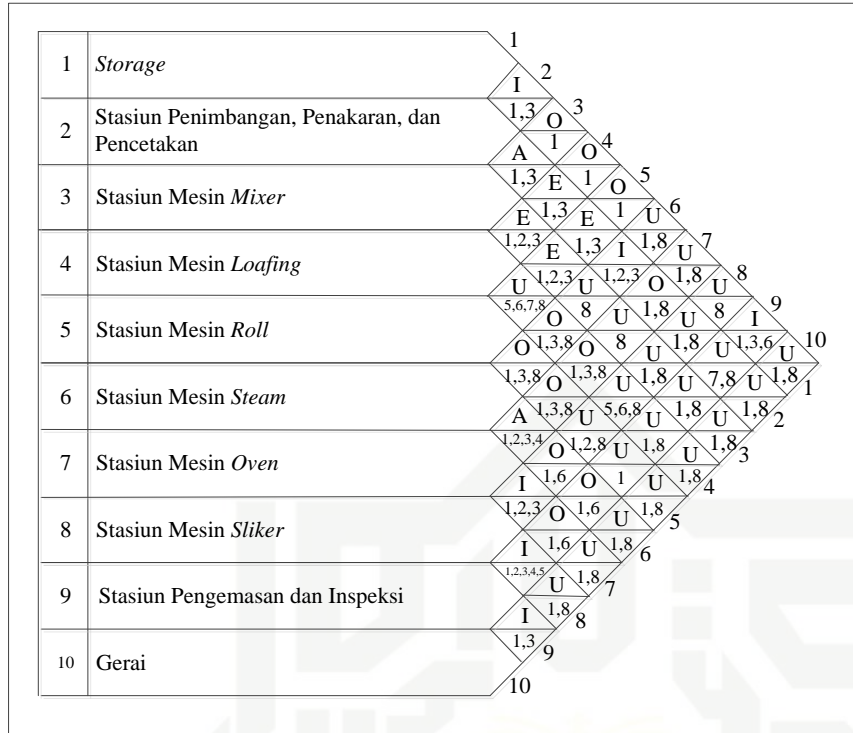 1
1 Storage
2
I
1,3 O 3
2 Stasiun Penimbangan, Penakaran, dan
Pencetakan
A 1 O 4
1,3 E 1 O 5
3 Stasiun Mesin Mixer
E 1,3 E 1 U 6
1,2,3 E 1,3 I 1,8 U 7
4 Stasiun Mesin Loafing
U 1,2,3 U 1,2,3 O 1,8 U 8
5,6,7,8 O 8 U 1,8 U 8 I 9
5 Stasiun Mesin Roll
O 1,3,8 O 8 U 1,8 U 1,3,6 U 10
1,3,8 O 1,3,8 U 1,8 U 7,8 U 1,8 1
6 Stasiun Mesin Steam
A 1,3,8 U 5,6,8 U 1,8 U 1,8 2
1,2,3,4 O 1,2,8 U 1,8 U 1,8 3
7 Stasiun Mesin Oven
I 1,6 O 1 U 1,8 4
1,2,3 O 1,6 U 1,8 5
8 Stasiun Mesin Sliker
I 1,6 U 1,8 6
1,2,3,4,5 U 1,8 7
9 Stasiun Pengemasan dan Inspeksi
I 1,8 8
1,3 9
10 Gerai
10